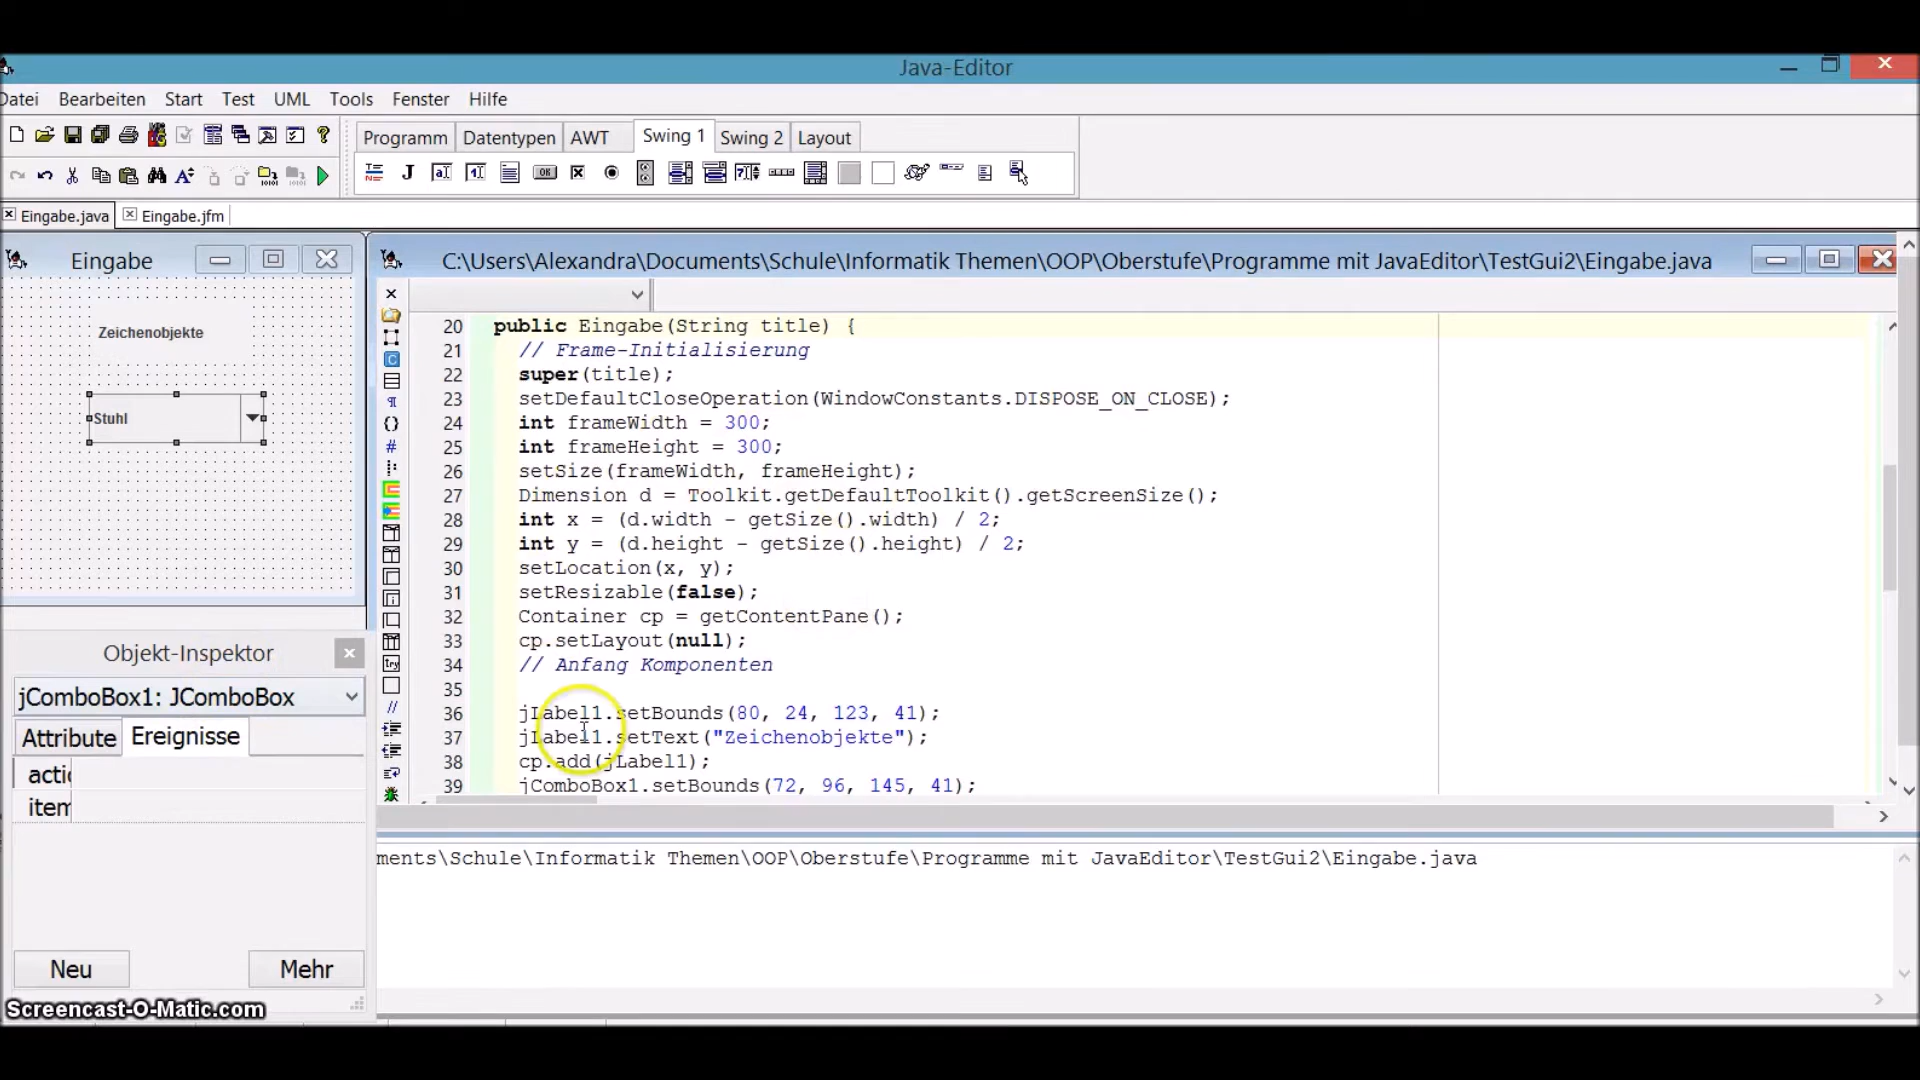 Java-Editor
Datei Bearbeiten Start Test UML Tools Fenster Hilfe
Programm Datentypen AWT Swing 1 Swing 2 Layout
Eingabe.java Eingabe.jfm
Eingabe
Zeichenobjekte
Stuhl
C:\Users\Alexandra\Documents\Schule\Informatik Themen\OOP\Oberstufe\Programme mit JavaEditor\TestGui2\Eingabe.java
20 public Eingabe(String title) {
21 // Frame-Initialisierung
22 super(title);
23 setDefaultCloseOperation(WindowConstants.DISPOSE_ON_CLOSE);
24 int frameWidth = 300;
25 int frameHeight = 300;
26 setSize(frameWidth, frameHeight);
27 Dimension d = Toolkit.getDefaultToolkit().getScreenSize();
28 int x = (d.width - getSize().width) / 2;
29 int y = (d.height - getSize().height) / 2;
30 setLocation(x, y);
31 setResizable(false);
32 Container cp = getContentPane();
33 cp.setLayout(null);
34 // Anfang Komponenten
35
36 jLabel1.setBounds(80, 24, 123, 41);
37 jLabel1.setText("Zeichenobjekte");
38 cp.add(jLabel1);
39 jComboBox1.setBounds(72, 96, 145, 41);
Objekt-Inspektor
jComboBox1: JComboBox
Attribute Ereignisse
actic
item
Neu Mehr
ments\Schule\Informatik Themen\OOP\Oberstufe\Programme mit JavaEditor\TestGui2\Eingabe.java
Screencast-O-Matic.com